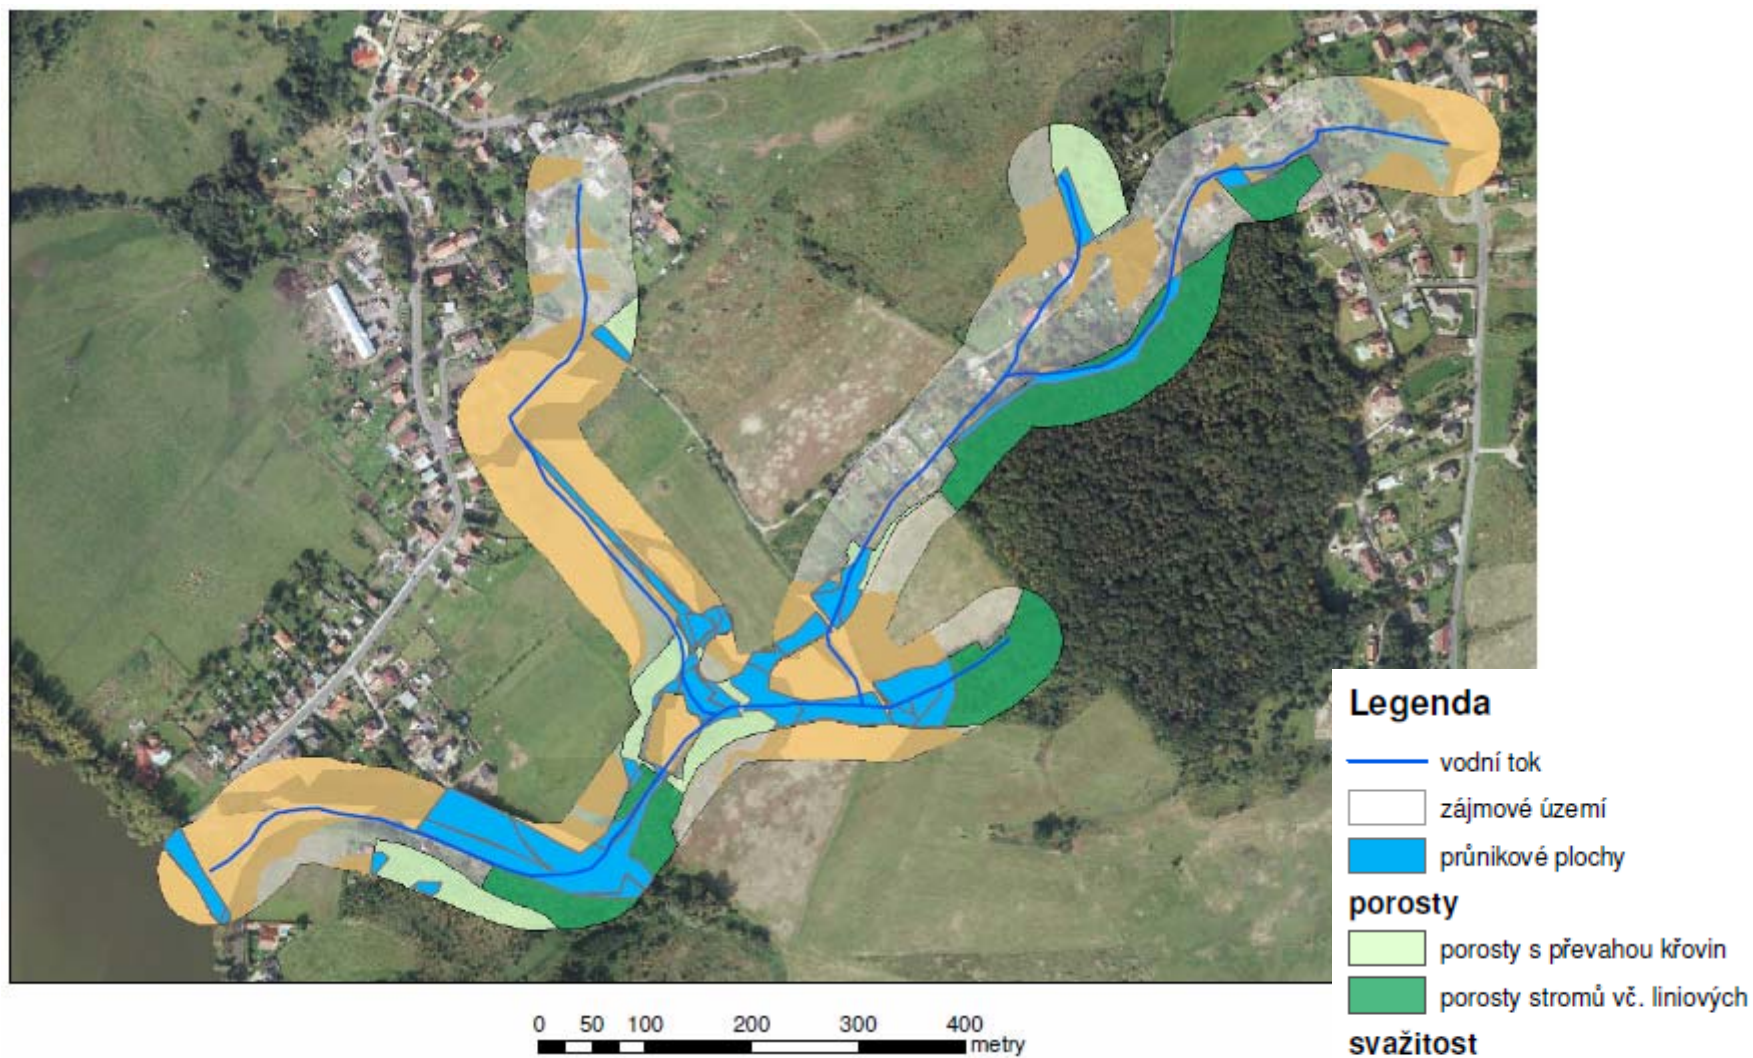 Legenda
vodní tok
zájmové území
průnikové plochy
porosty
porosty s převahou křovin
porosty stromů vč. liniových
svažitost
0 50 100 200 300 400
metry